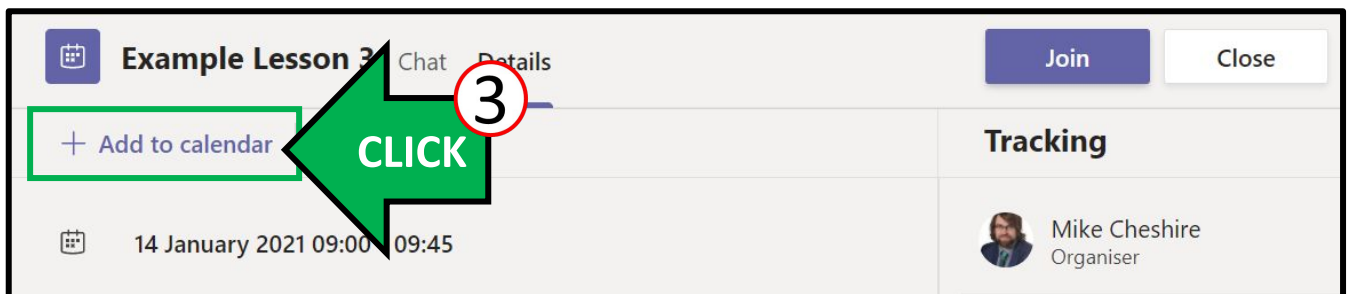 Example Lesson 3 Chat Details Join Close
3
+ Add to calendar CLICK Tracking
14 January 2021 09:00 09:45
Mike Cheshire
Organiser